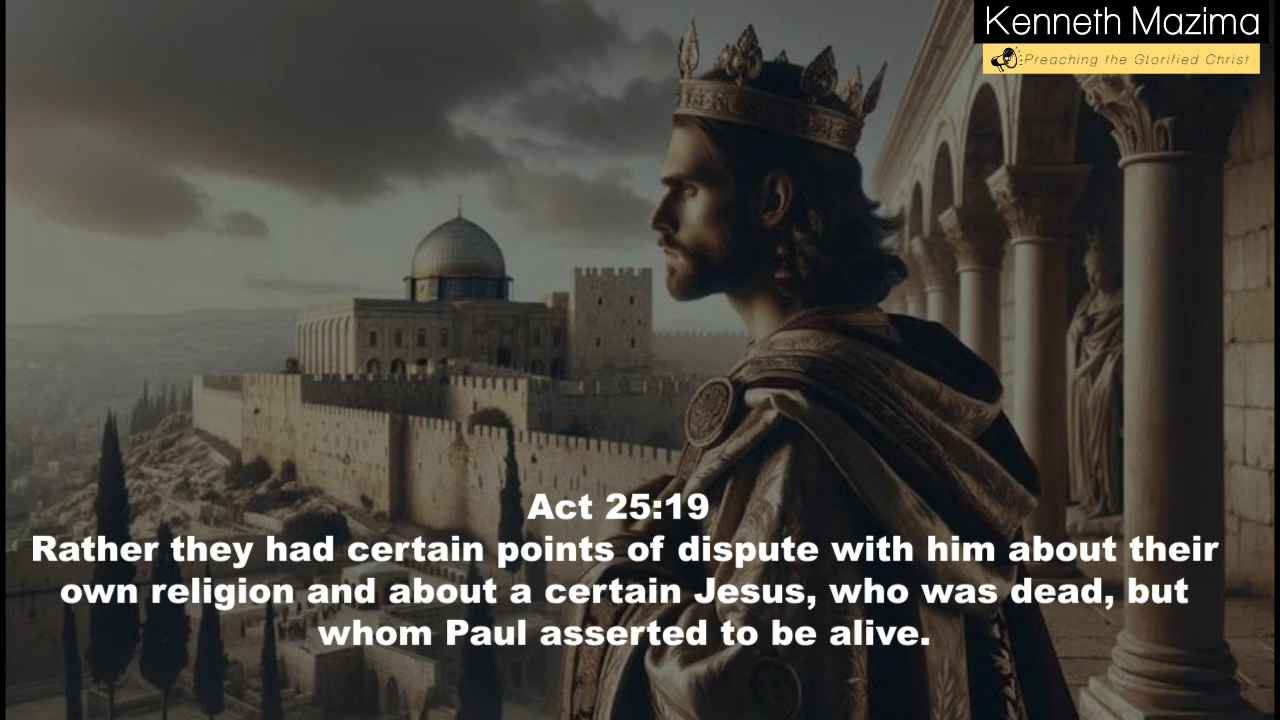 Kenneth Mazima
Preaching the Glorified Christ
Act 25:19
Rather they had certain points of dispute with him about their
own religion and about a certain Jesus, who was dead, but
whom Paul asserted to be alive.